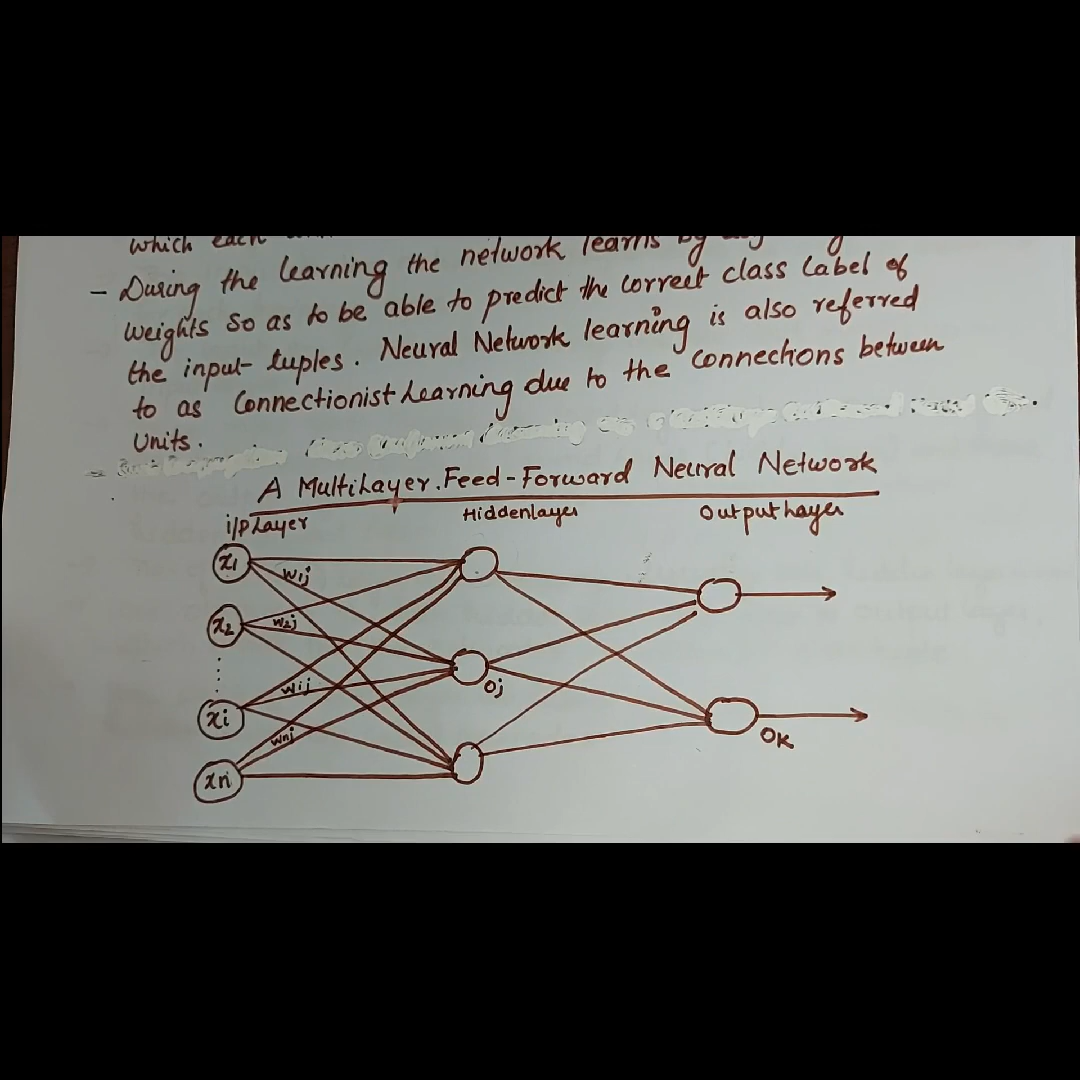 which each
- During the learning the network learns by
weights so as to be able to predict the correct class label of
the input tuples. Neural Network learning is also referred
to as Connectionist Learning due to the connections between
Units.
A MultiLayer Feed-Forward Neural Network
i/p Layer Hiddenlayer Output Layer
x1
w1j
x2
w2j
xi
wij
Oj
wnj
xn
OK